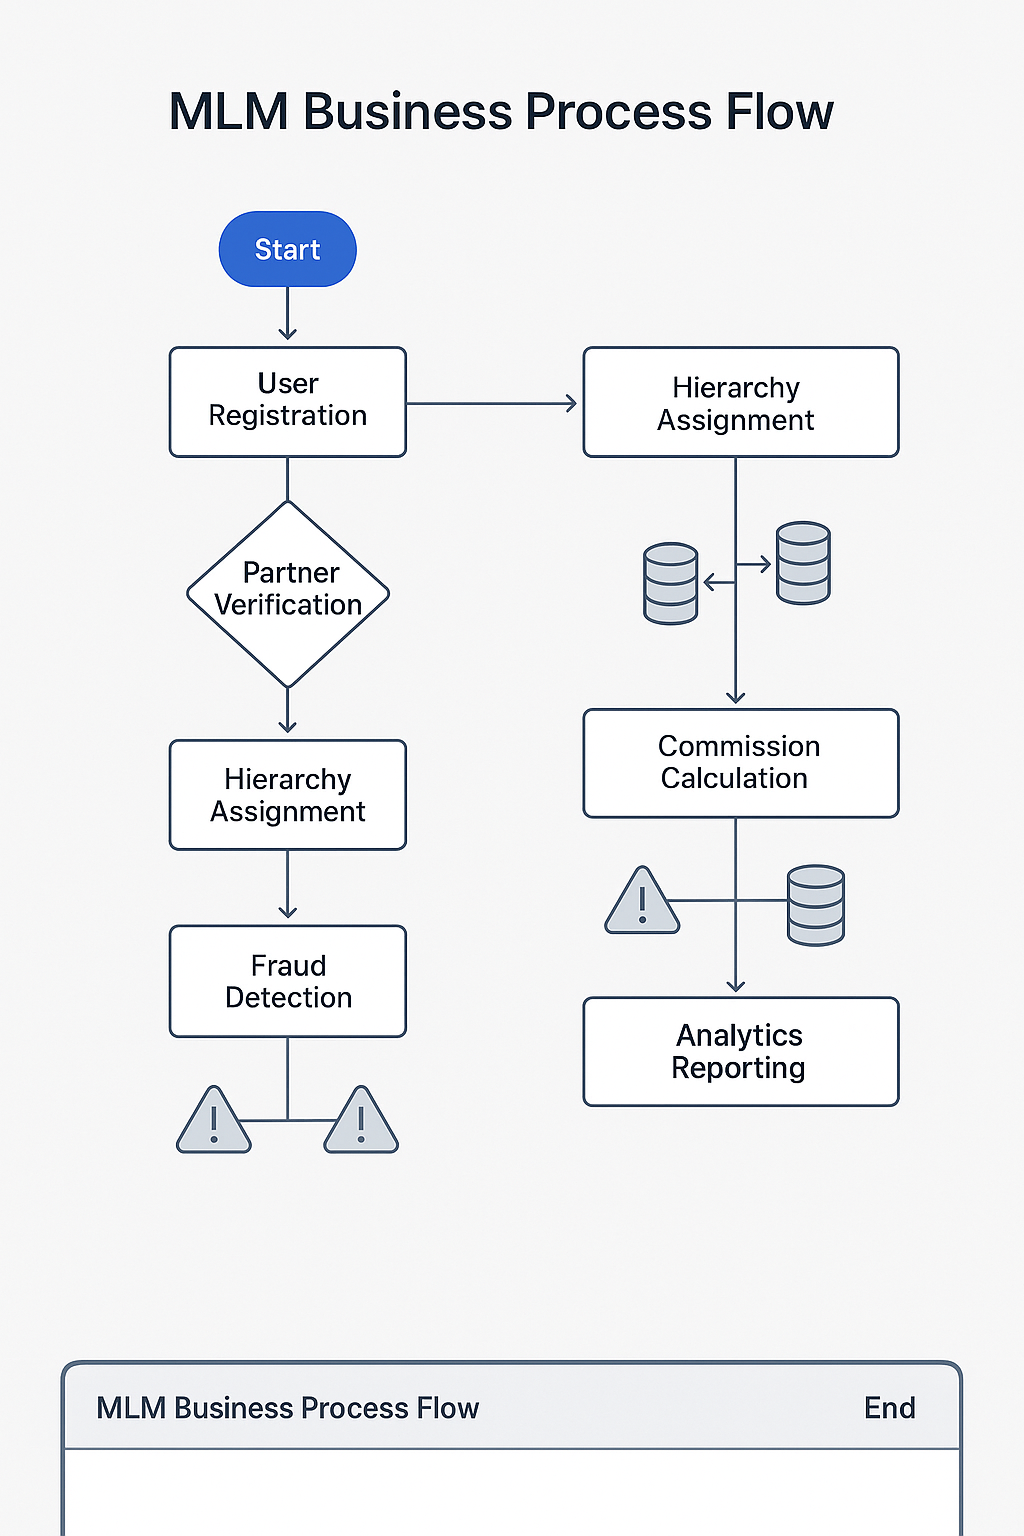 MLM Business Process Flow
Start
User
Registration
Hierarchy
Assignment
Partner
Verification
Hierarchy
Assignment
Commission
Calculation
Fraud
Detection
Analytics
Reporting
MLM Business Process Flow
End